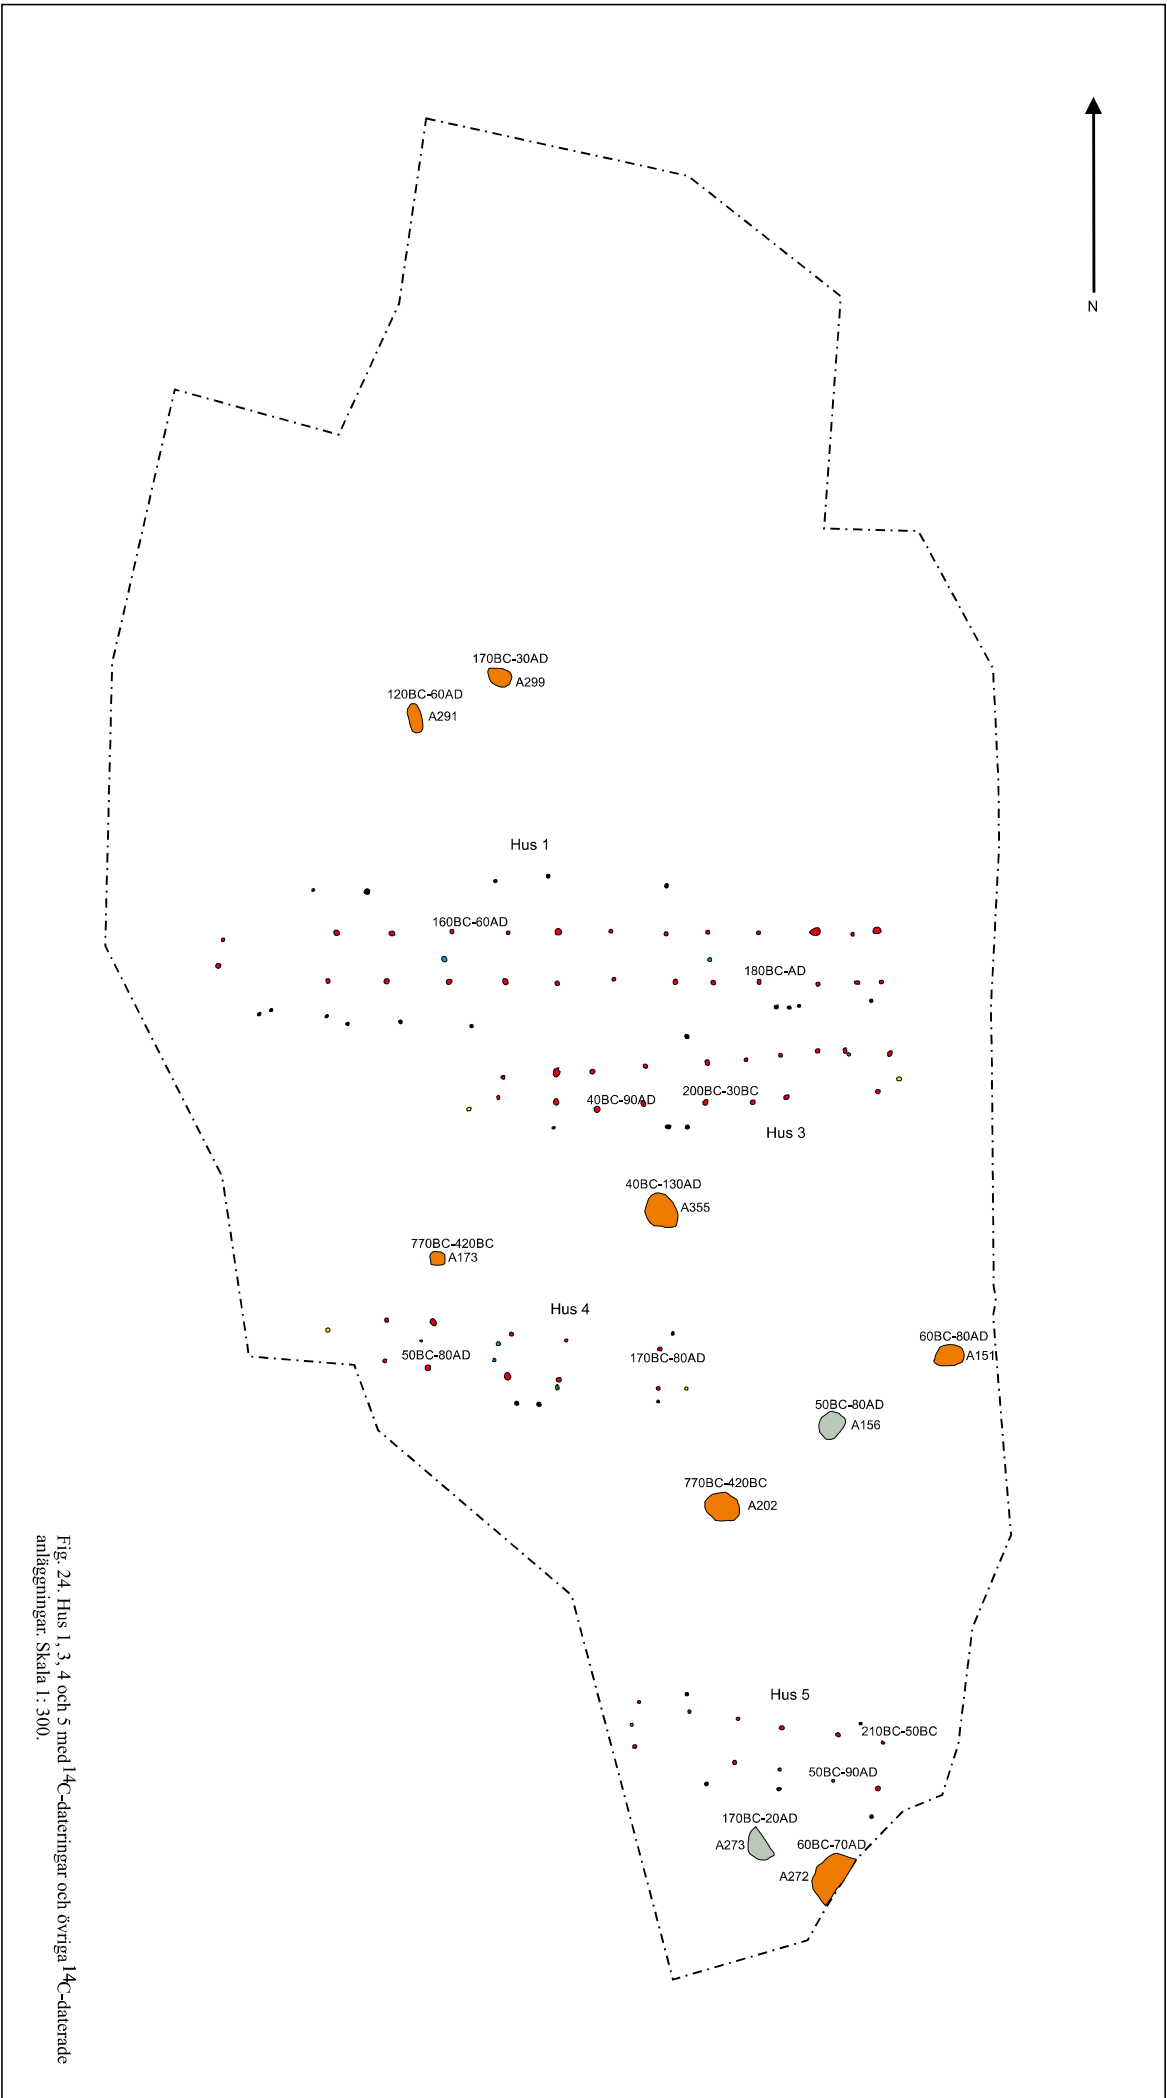 N
170BC-30AD
A299
120BC-60AD
A291
Hus 1
160BC-60AD
180BC-AD
200BC-30BC
40BC-90AD
Hus 3
40BC-130AD
A355
770BC-420BC
A173
Hus 4
60BC-80AD
A151
50BC-80AD
170BC-80AD
50BC-80AD
A156
770BC-420BC
A202
Hus 5
210BC-50BC
50BC-90AD
170BC-20AD
A273
60BC-70AD
A272
Fig. 24. Hus 1, 3, 4 och 5 med 14C-dateringar och övriga 14C-daterade
anläggningar. Skala 1: 300.